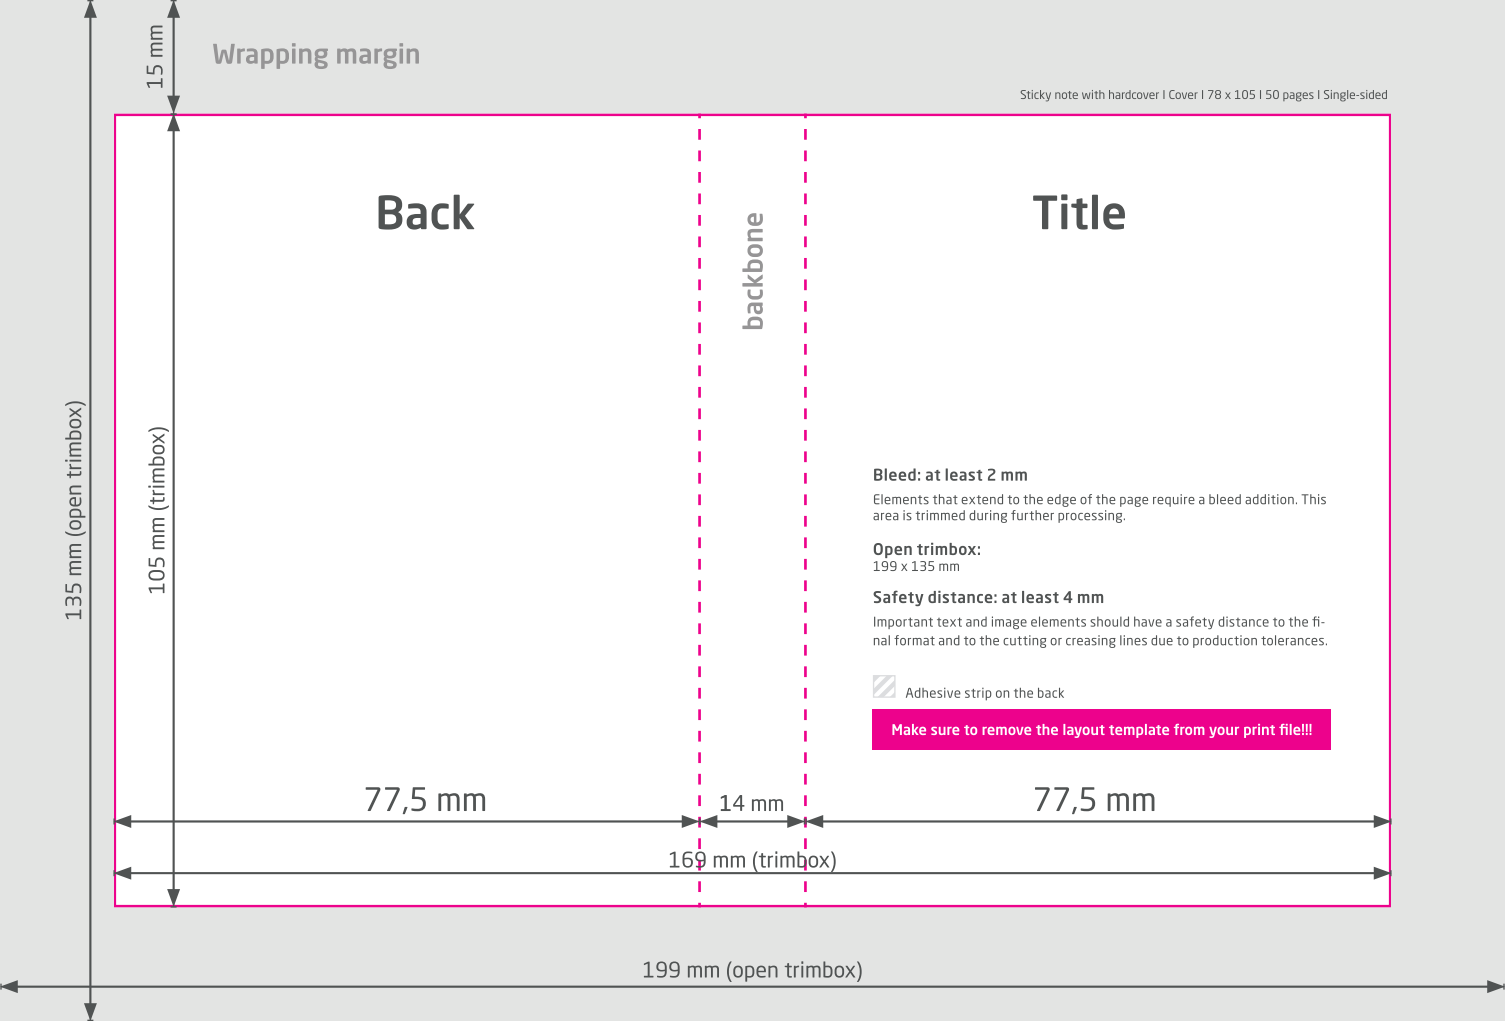 15 mm
Wrapping margin
Sticky note with hardcover I Cover I 78 x 105 I 50 pages I Single-sided
Back
backbone
Title
135 mm (open trimbox)
105 mm (trimbox)
Bleed: at least 2 mm
Elements that extend to the edge of the page require a bleed addition. This
area is trimmed during further processing.
Open trimbox:
199 x 135 mm
Safety distance: at least 4 mm
Important text and image elements should have a safety distance to the fi-
nal format and to the cutting or creasing lines due to production tolerances.
Adhesive strip on the back
Make sure to remove the layout template from your print file!!!
77,5 mm
14 mm
77,5 mm
169 mm (trimbox)
199 mm (open trimbox)